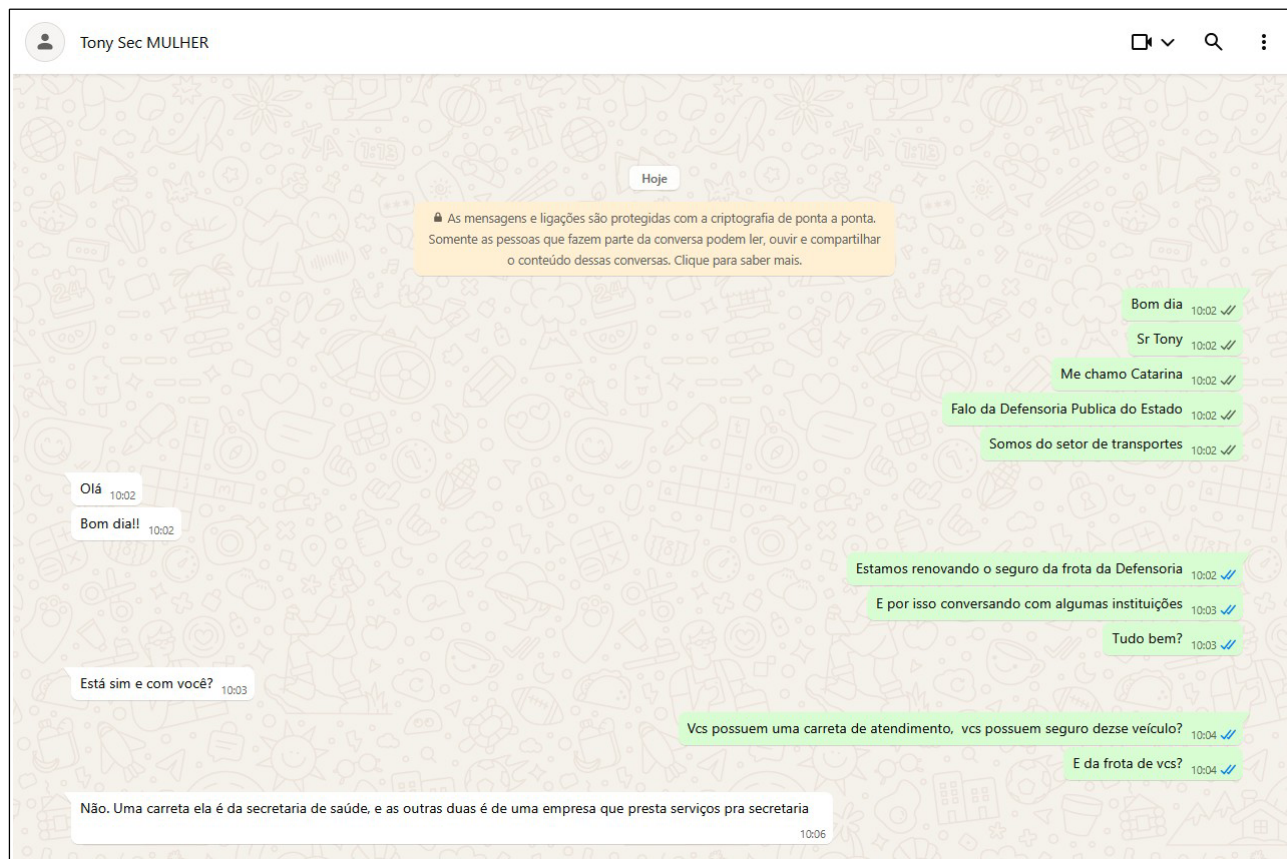 Tony Sec MULHER
Hoje
As mensagens e ligações são protegidas com a criptografia de ponta a ponta.
Somente as pessoas que fazem parte da conversa podem ler, ouvir e compartilhar
o conteúdo dessas conversas. Clique para saber mais.
Bom dia 10:02
Sr Tony 10:02
Me chamo Catarina 10:02
Falo da Defensoria Publica do Estado 10:02
Somos do setor de transportes 10:02
Olá 10:02
Bom dia!! 10:02
Estamos renovando o seguro da frota da Defensoria 10:02
E por isso conversando com algumas instituições 10:03
Tudo bem? 10:03
Está sim e com você? 10:03
Vcs possuem uma carreta de atendimento, vcs possuem seguro dezse veículo? 10:04
E da frota de vcs? 10:04
Não. Uma carreta ela é da secretaria de saúde, e as outras duas é de uma empresa que presta serviços pra secretaria
10:06